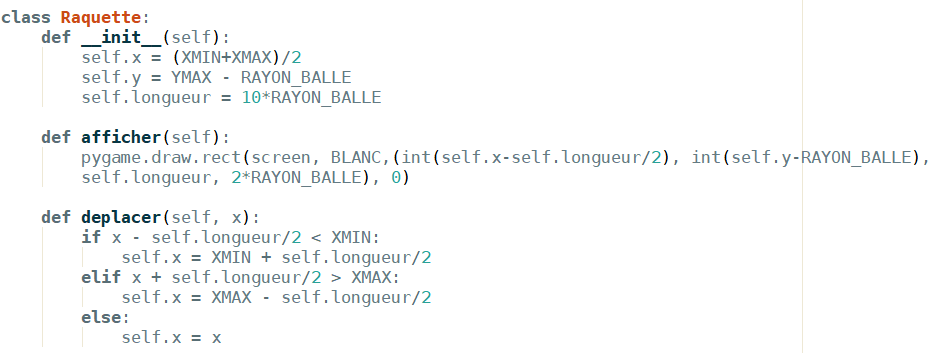 class Raquette:
    def __init__(self):
        self.x = (XMIN+XMAX)/2
        self.y = YMAX - RAYON_BALLE
        self.longueur = 10*RAYON_BALLE

    def afficher(self):
        pygame.draw.rect(screen, BLANC,(int(self.x-self.longueur/2), int(self.y-RAYON_BALLE),
        self.longueur, 2*RAYON_BALLE), 0)

    def deplacer(self, x):
        if x - self.longueur/2 < XMIN:
            self.x = XMIN + self.longueur/2
        elif x + self.longueur/2 > XMAX:
            self.x = XMAX - self.longueur/2
        else:
            self.x = x